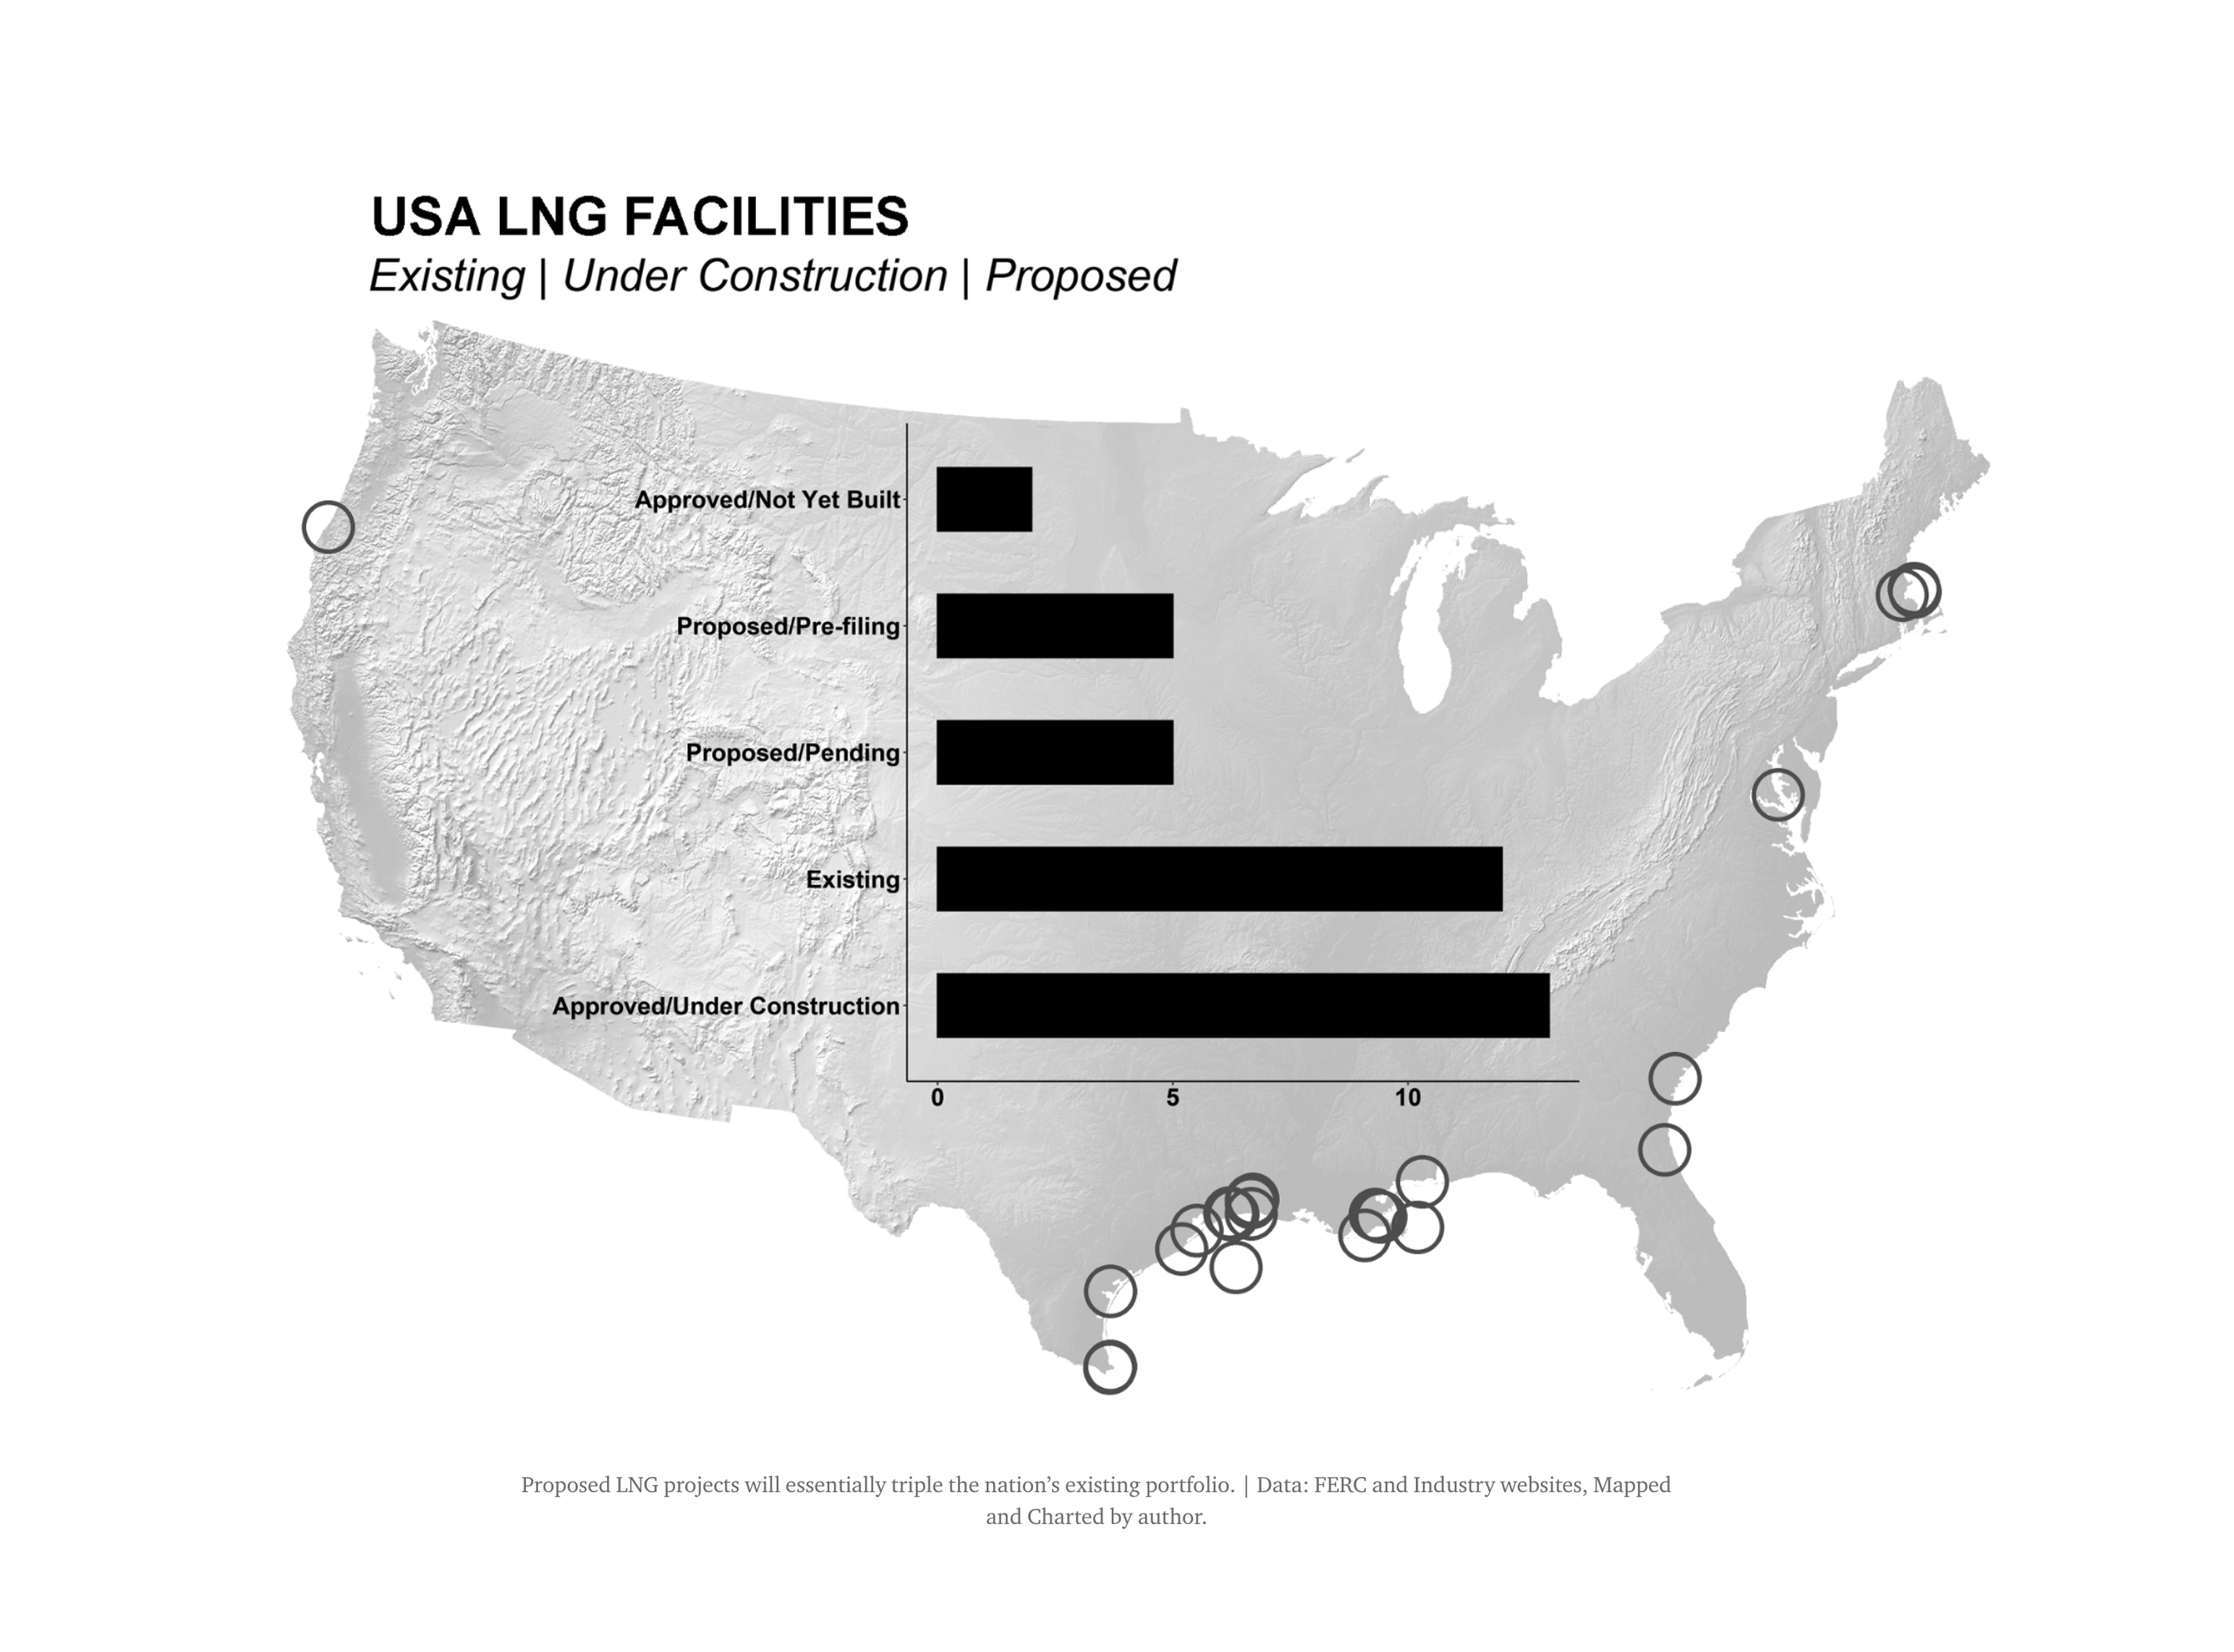 USA LNG FACILITIES
Existing | Under Construction | Proposed
Approved/Not Yet Built
Proposed/Pre-filing
Proposed/Pending
Existing
Approved/Under Construction
0 5 10
Proposed LNG projects will essentially triple the nation’s existing portfolio. | Data: FERC and Industry websites, Mapped
and Charted by author.